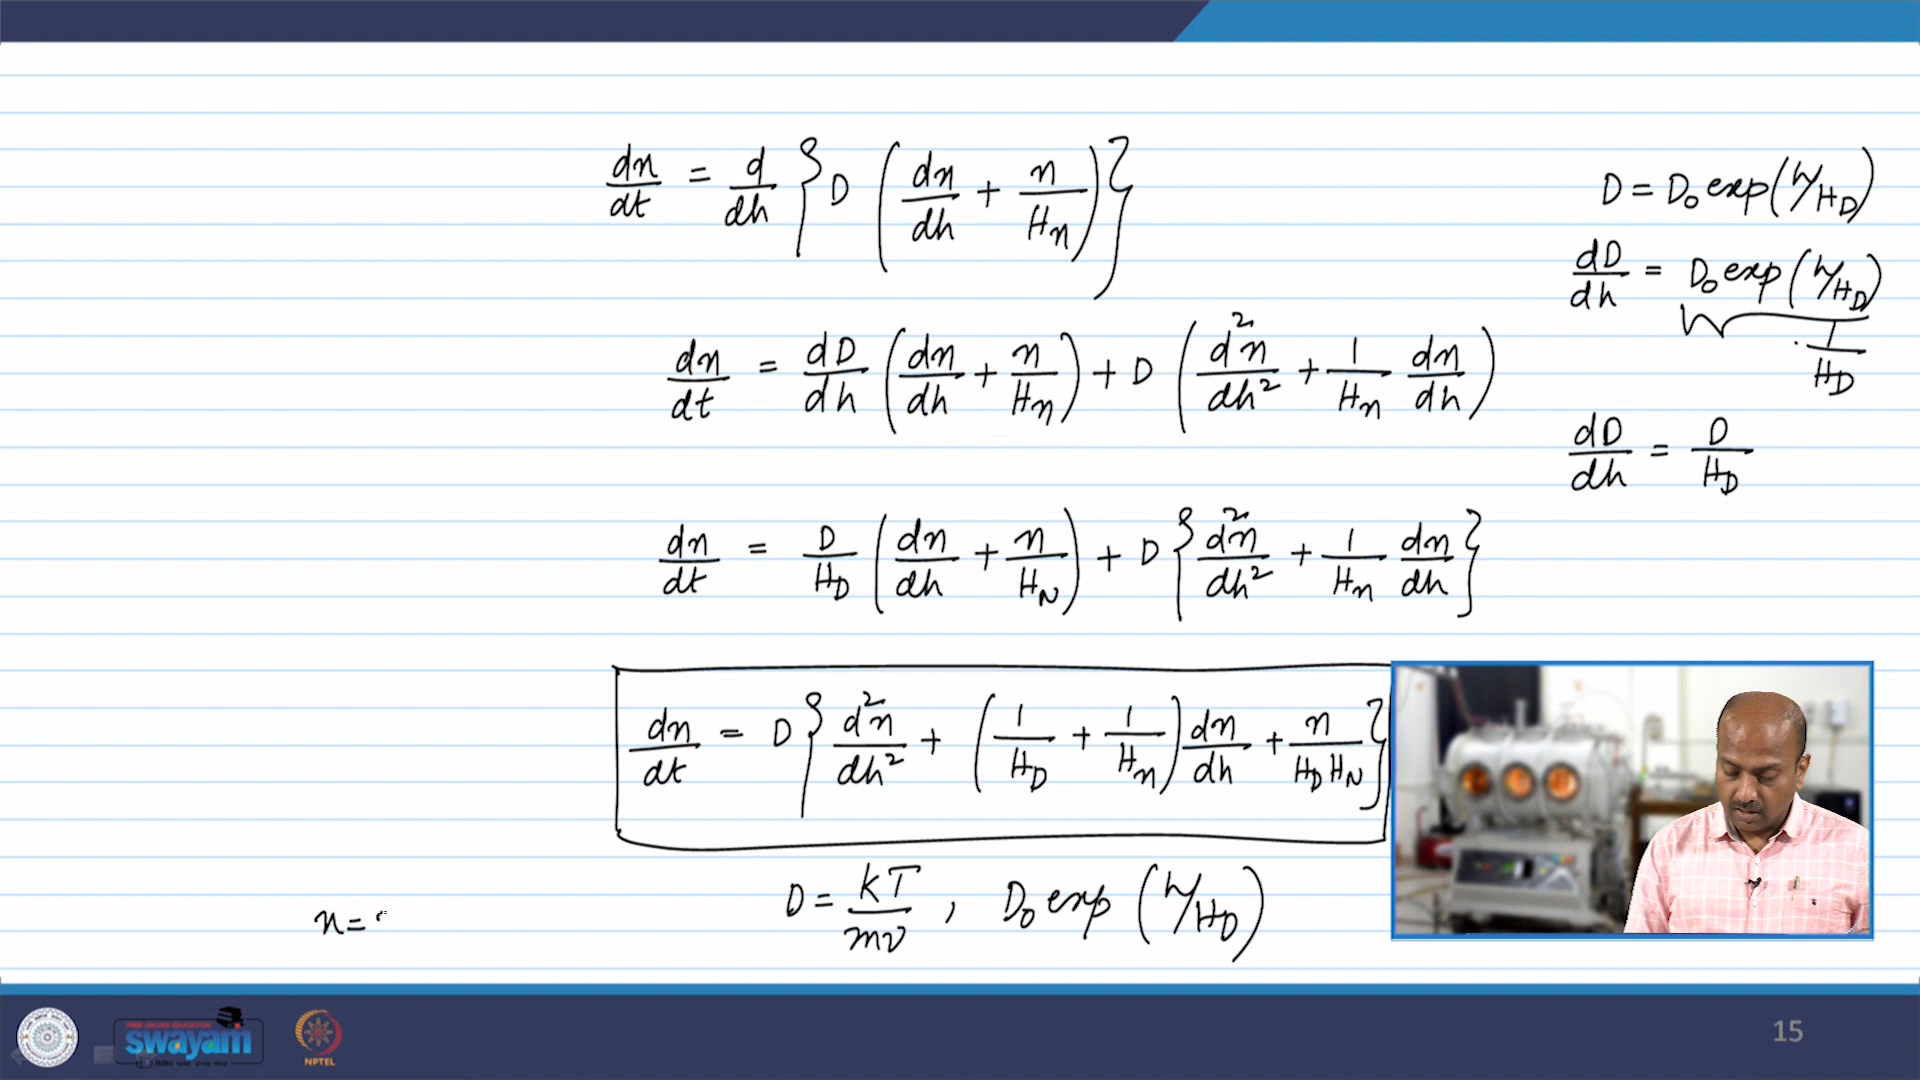 dn/dt = d/dh { D ( dn/dh + n/Hn ) }
D = D₀ exp(h/H_D)
dD/dh = D₀ exp(h/H_D) · 1/H_D
dn/dt = dD/dh ( dn/dh + n/Hn ) + D ( d²n/dh² + 1/Hn dn/dh )
dD/dh = D/H_D
dn/dt = D/H_D ( dn/dh + n/H_N ) + D { d²n/dh² + 1/Hn dn/dh }
dn/dt = D { d²n/dh² + ( 1/H_D + 1/Hn ) dn/dh + n/H_D H_N }
D = kT/mν , D₀ exp (h/H_D)
n =
FREE ONLINE EDUCATION
swayam
NPTEL
15